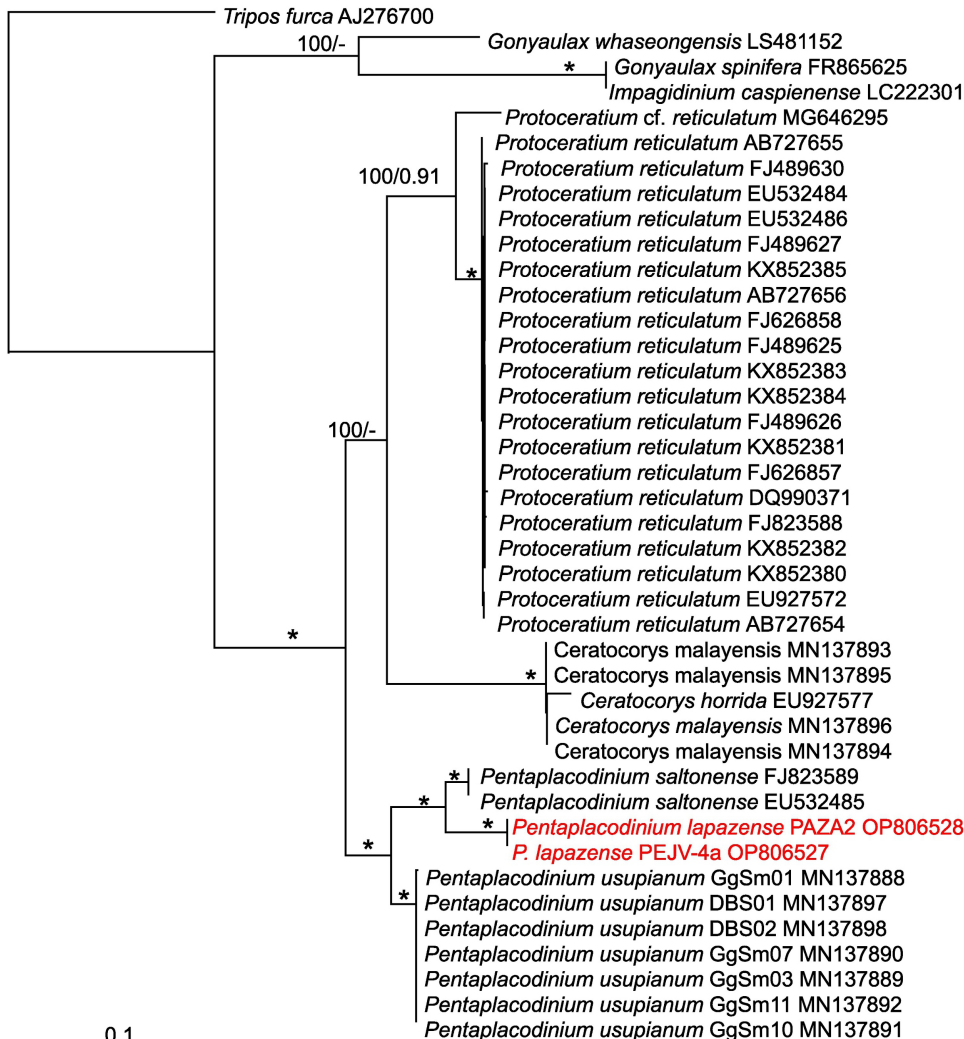 Tripos furca AJ276700
100/-
Gonyaulax whaseongensis LS481152
*
Gonyaulax spinifera FR865625
Impagidinium caspienense LC222301
Protoceratium cf. reticulatum MG646295
Protoceratium reticulatum AB727655
Protoceratium reticulatum FJ489630
100/0.91
Protoceratium reticulatum EU532484
Protoceratium reticulatum EU532486
Protoceratium reticulatum FJ489627
*
Protoceratium reticulatum KX852385
Protoceratium reticulatum AB727656
Protoceratium reticulatum FJ626858
Protoceratium reticulatum FJ489625
Protoceratium reticulatum KX852383
Protoceratium reticulatum KX852384
Protoceratium reticulatum FJ489626
100/-
Protoceratium reticulatum KX852381
Protoceratium reticulatum FJ626857
Protoceratium reticulatum DQ990371
Protoceratium reticulatum FJ823588
Protoceratium reticulatum KX852382
Protoceratium reticulatum KX852380
Protoceratium reticulatum EU927572
Protoceratium reticulatum AB727654
*
Ceratocorys malayensis MN137893
*
Ceratocorys malayensis MN137895
Ceratocorys horrida EU927577
Ceratocorys malayensis MN137896
Ceratocorys malayensis MN137894
*
Pentaplacodinium saltonense FJ823589
*
Pentaplacodinium saltonense EU532485
*
Pentaplacodinium lapazense PAZA2 OP806528
*
P. lapazense PEJV-4a OP806527
Pentaplacodinium usupianum GgSm01 MN137888
*
Pentaplacodinium usupianum DBS01 MN137897
Pentaplacodinium usupianum DBS02 MN137898
Pentaplacodinium usupianum GgSm07 MN137890
Pentaplacodinium usupianum GgSm03 MN137889
Pentaplacodinium usupianum GgSm11 MN137892
Pentaplacodinium usupianum GgSm10 MN137891
0.1